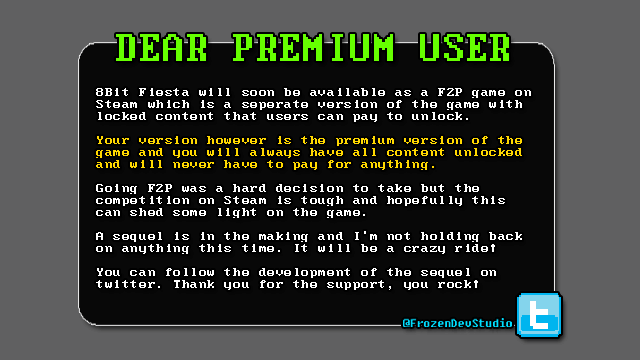 DEAR PREMIUM USER
8Bit Fiesta will soon be available as a F2P game on
Steam which is a seperate version of the game with
locked content that users can pay to unlock.
Your version however is the premium version of the
game and you will always have all content unlocked
and will never have to pay for anything.
Going F2P was a hard decision to take but the
competition on Steam is tough and hopefully this
can shed some light on the game.
A sequel is in the making and I'm not holding back
on anything this time. It will be a crazy ride!
You can follow the development of the sequel on
twitter. Thank you for the support, you rock!
@FrozenDevStudio